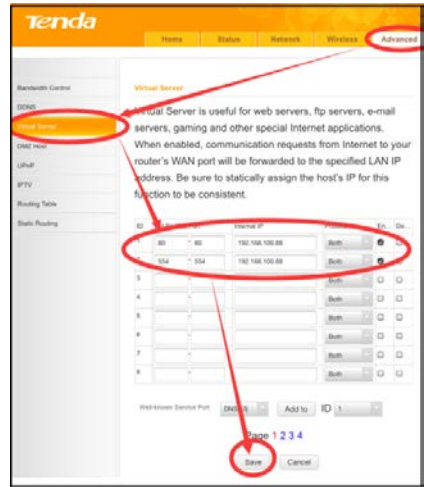 Tenda
Home Status Network Wireless Advanced
Bandwidth Control
DDNS
Virtual Server
DMZ Host
UPnP
IPTV
Routing Table
Static Routing
Virtual Server
Virtual Server is useful for web servers, ftp servers, e-mail
servers, gaming and other special Internet applications.
When enabled, communication requests from Internet to your
router's WAN port will be forwarded to the specified LAN IP
address. Be sure to statically assign the host's IP for this
function to be consistent.
ID Internal IP En... De...
80 - 80 192.168.100.88 Both
554 - 554 192.168.100.88 Both
3 - Both
4 - Both
5 - Both
6 - Both
7 - Both
8 - Both
Well-known Service Port: Add to ID 1
Page 1 2 3 4
Save Cancel